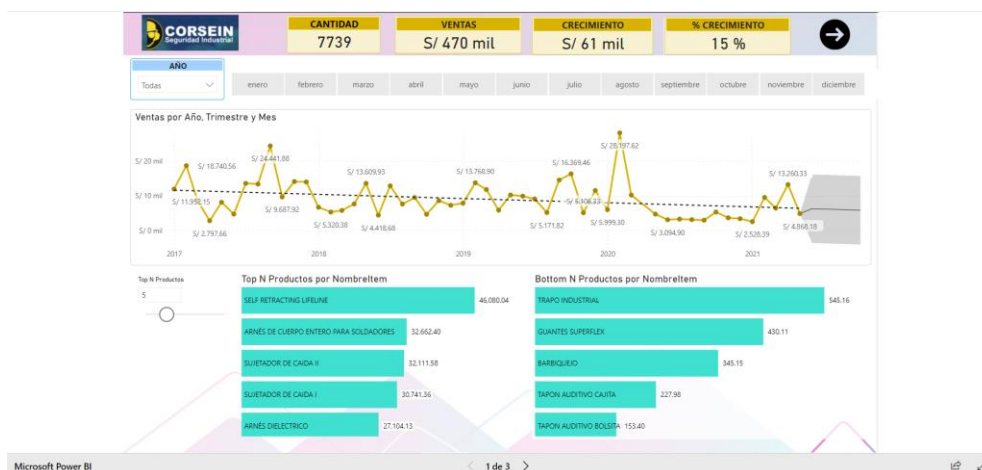 CORSEIN
Seguridad Industrial
CANTIDAD
7739
VENTAS
S/ 470 mil
CRECIMIENTO
S/ 61 mil
% CRECIMIENTO
15 %
AÑO
Todas
enero febrero marzo abril mayo junio julio agosto septiembre octubre noviembre diciembre
Ventas por Año, Trimestre y Mes
S/ 20 mil
S/ 10 mil
S/ 0 mil
S/ 11.952,15
S/ 18.740,56
S/ 2.797,66
S/ 24.441,88
S/ 9.687,92
S/ 5.320,38
S/ 13.609,93
S/ 4.418,68
S/ 13.768,90
S/ 5.171,82
S/ 16.369,46
S/ 5.999,30
S/ 28.197,62
S/ 3.094,90
S/ 2.528,39
S/ 13.260,33
S/ 4.868,18
2017 2018 2019 2020 2021
Top N Productos
5
Top N Productos por NombreItem
SELF RETRACTING LIFELINE 46,080.04
ARNÉS DE CUERPO ENTERO PARA SOLDADORES 32.662.40
SUJETADOR DE CAIDA II 32,111.58
SUJETADOR DE CAIDA I 30,741.36
ARNÉS DIELECTRICO 27,104.13
Bottom N Productos por NombreItem
TRAPO INDUSTRIAL 545.16
GUANTES SUPERFLEX 430.11
BARBIQUEJO 345.15
TAPON AUDITIVO CAJITA 227.98
TAPON AUDITIVO BOLSITA 153.40
Microsoft Power BI
1 de 3